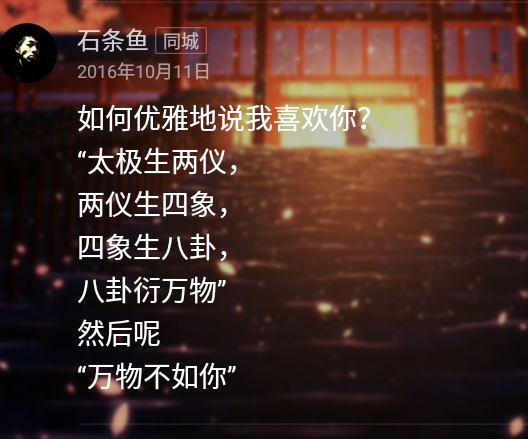 石条鱼 同城
2016年10月11日
如何优雅地说我喜欢你？
“太极生两仪，
两仪生四象，
四象生八卦，
八卦衍万物”
然后呢
“万物不如你”